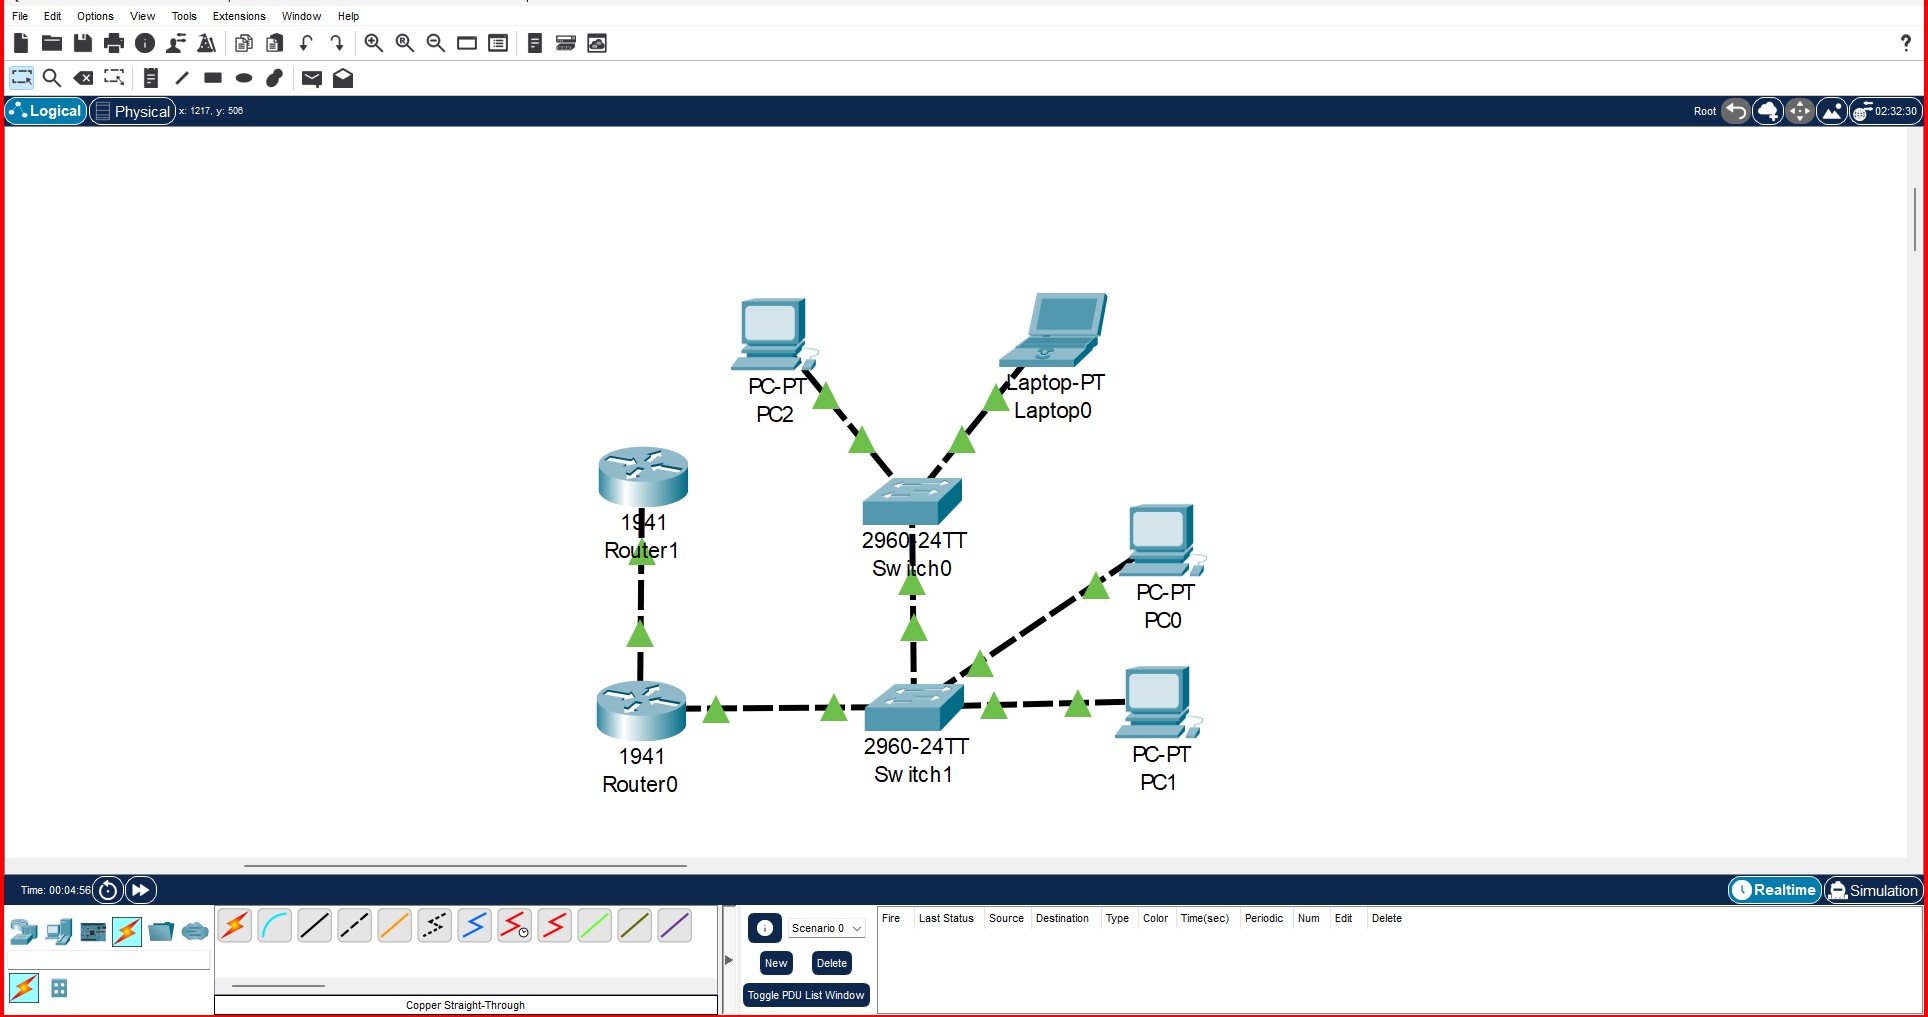 File Edit Options View Tools Extensions Window Help
?
Logical Physical x: 1217, y: 506 Root 02:32:30
PC-PT
PC2
Laptop-PT
Laptop0
1941
Router1
2960-24TT
Switch0
PC-PT
PC0
1941
Router0
2960-24TT
Switch1
PC-PT
PC1
Time: 00:04:56 Realtime Simulation
Scenario 0
New Delete
Toggle PDU List Window
Fire Last Status Source Destination Type Color Time(sec) Periodic Num Edit Delete
Copper Straight-Through